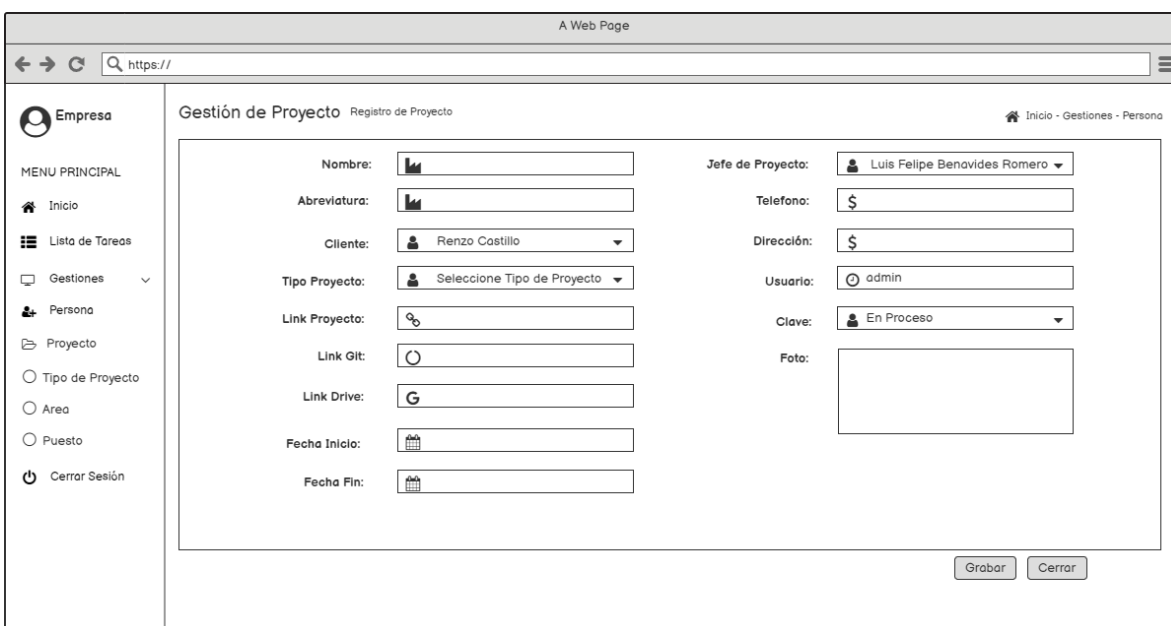 A Web Page
https://
Empresa
MENU PRINCIPAL
Inicio
Lista de Tareas
Gestiones
Persona
Proyecto
Tipo de Proyecto
Area
Puesto
Cerrar Sesión
Gestión de Proyecto Registro de Proyecto
Inicio - Gestiones - Persona
Nombre:
Abreviatura:
Cliente: Renzo Castillo
Tipo Proyecto: Seleccione Tipo de Proyecto
Link Proyecto:
Link Git:
Link Drive:
Fecha Inicio:
Fecha Fin:
Jefe de Proyecto: Luis Felipe Benavides Romero
Telefono: $
Dirección: $
Usuario: admin
Clave: En Proceso
Foto:
Grabar Cerrar